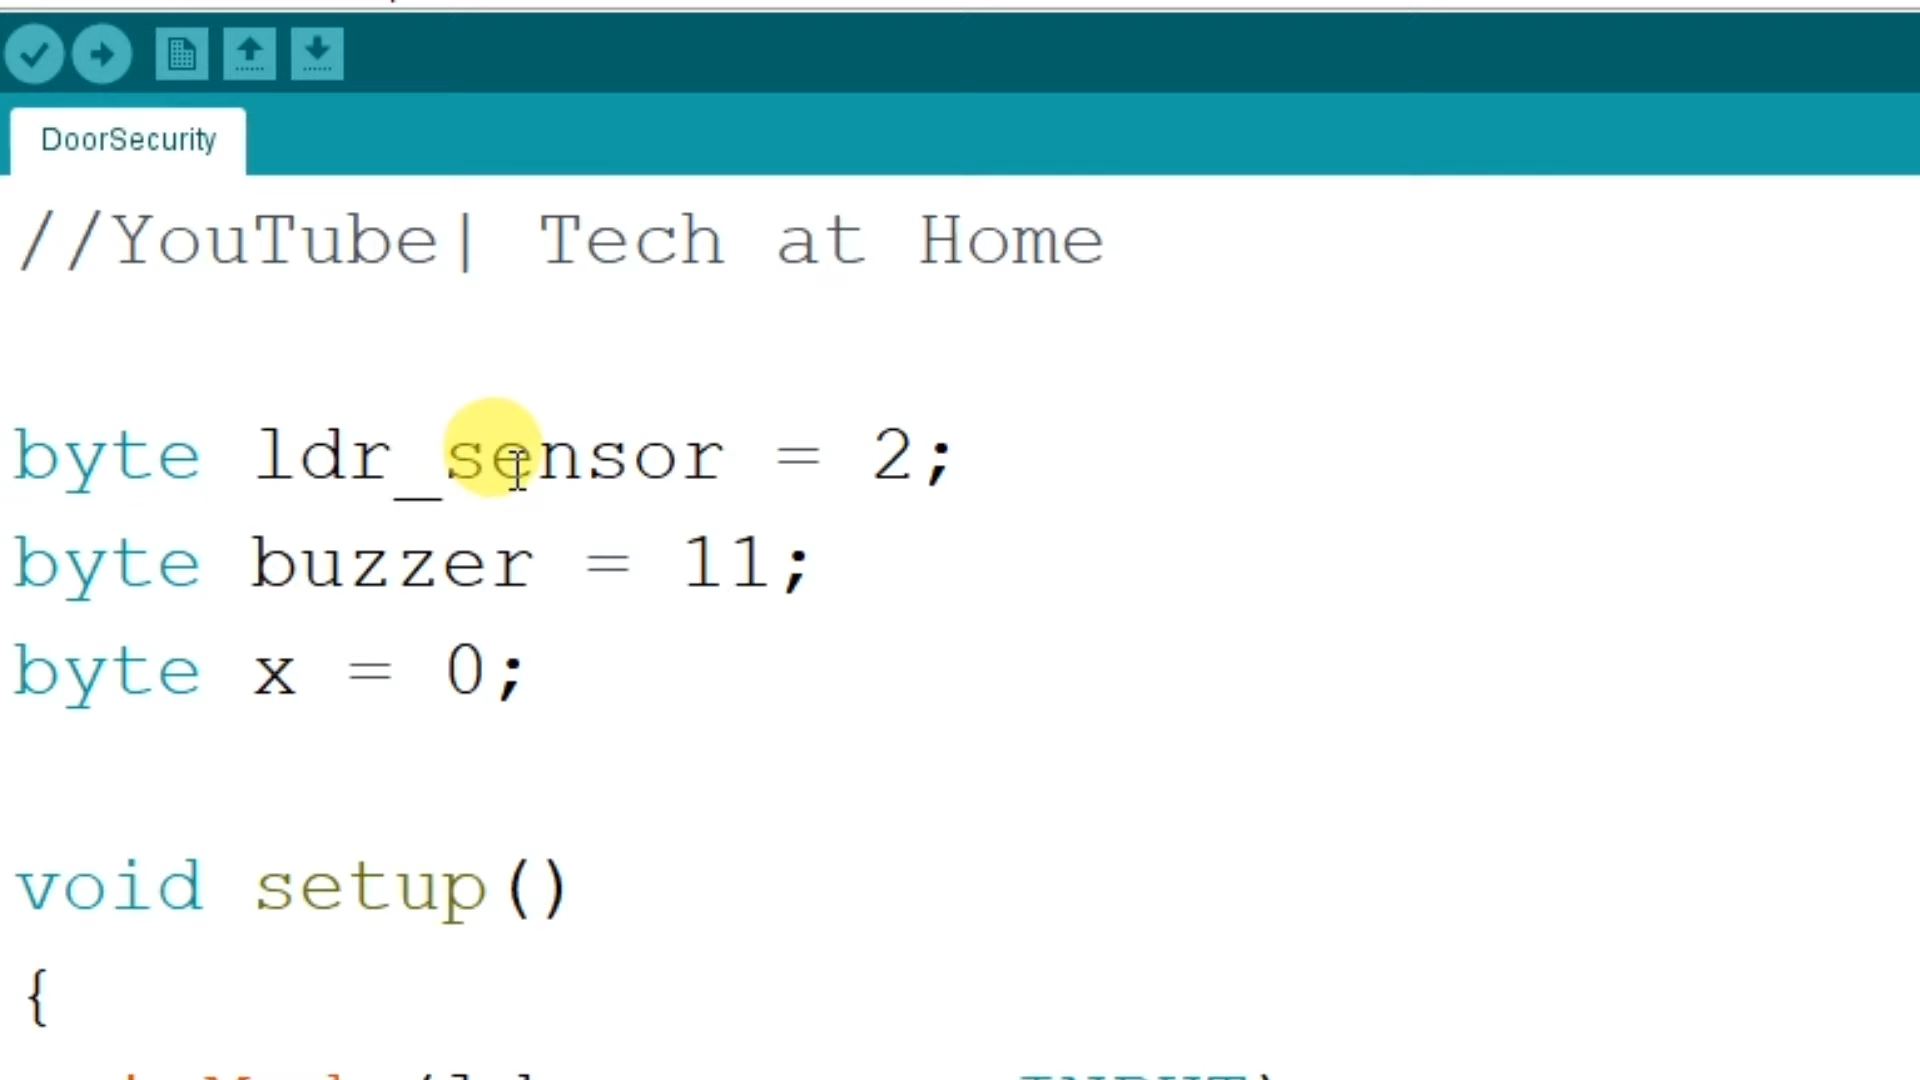 DoorSecurity
//YouTube| Tech at Home
byte ldr_sensor = 2;
byte buzzer = 11;
byte x = 0;
void setup()
{